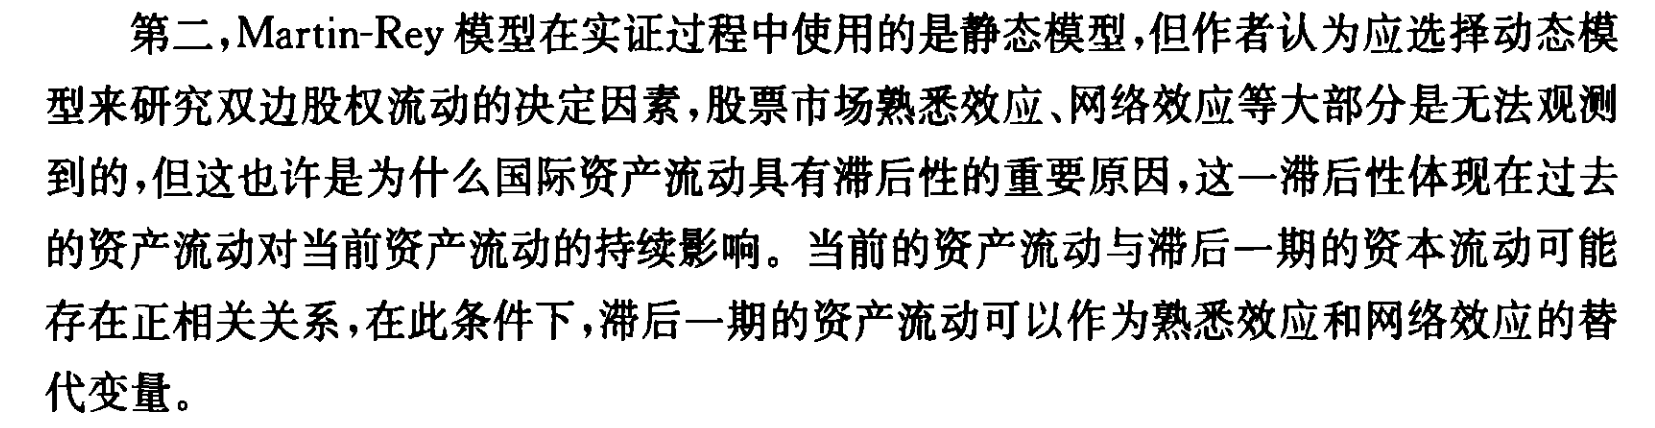 第二,Martin-Rey 模型在实证过程中使用的是静态模型,但作者认为应选择动态模
型来研究双边股权流动的决定因素,股票市场熟悉效应、网络效应等大部分是无法观测
到的,但这也许是为什么国际资产流动具有滞后性的重要原因,这一滞后性体现在过去
的资产流动对当前资产流动的持续影响。当前的资产流动与滞后一期的资本流动可能
存在正相关关系,在此条件下,滞后一期的资产流动可以作为熟悉效应和网络效应的替
代变量。